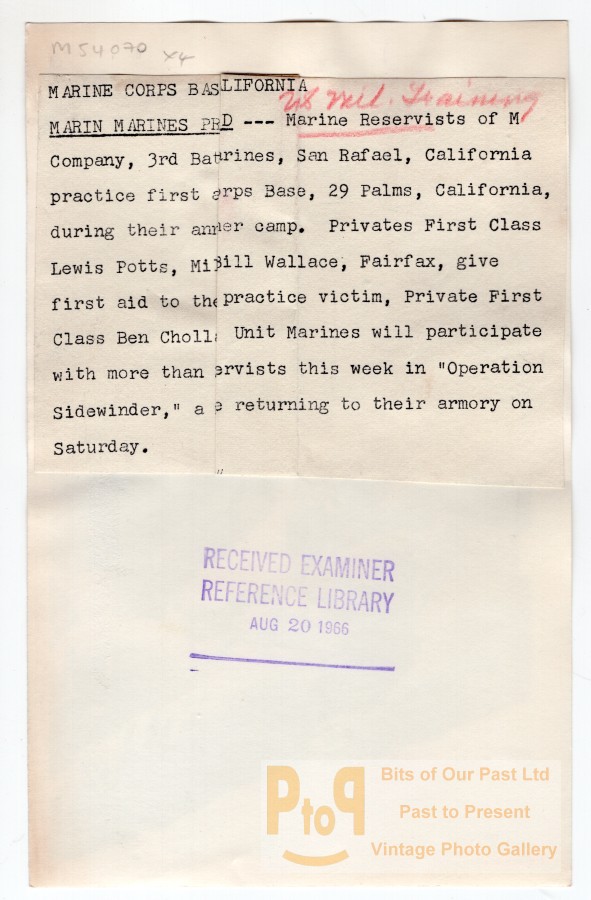 M54070 x4
MARINE CORPS BASLIFORNIA
US Mil. Training
MARIN MARINES PRD --- Marine Reservists of M
Company, 3rd Batrines, San Rafael, California
practice first arps Base, 29 Palms, California,
during their anner camp. Privates First Class
Lewis Potts, MiBill Wallace, Fairfax, give
first aid to the practice victim, Private First
Class Ben Cholla Unit Marines will participate
with more than ervists this week in "Operation
Sidewinder," a e returning to their armory on
Saturday.
RECEIVED EXAMINER
REFERENCE LIBRARY
AUG 20 1966
PtoP
Bits of Our Past Ltd
Past to Present
Vintage Photo Gallery